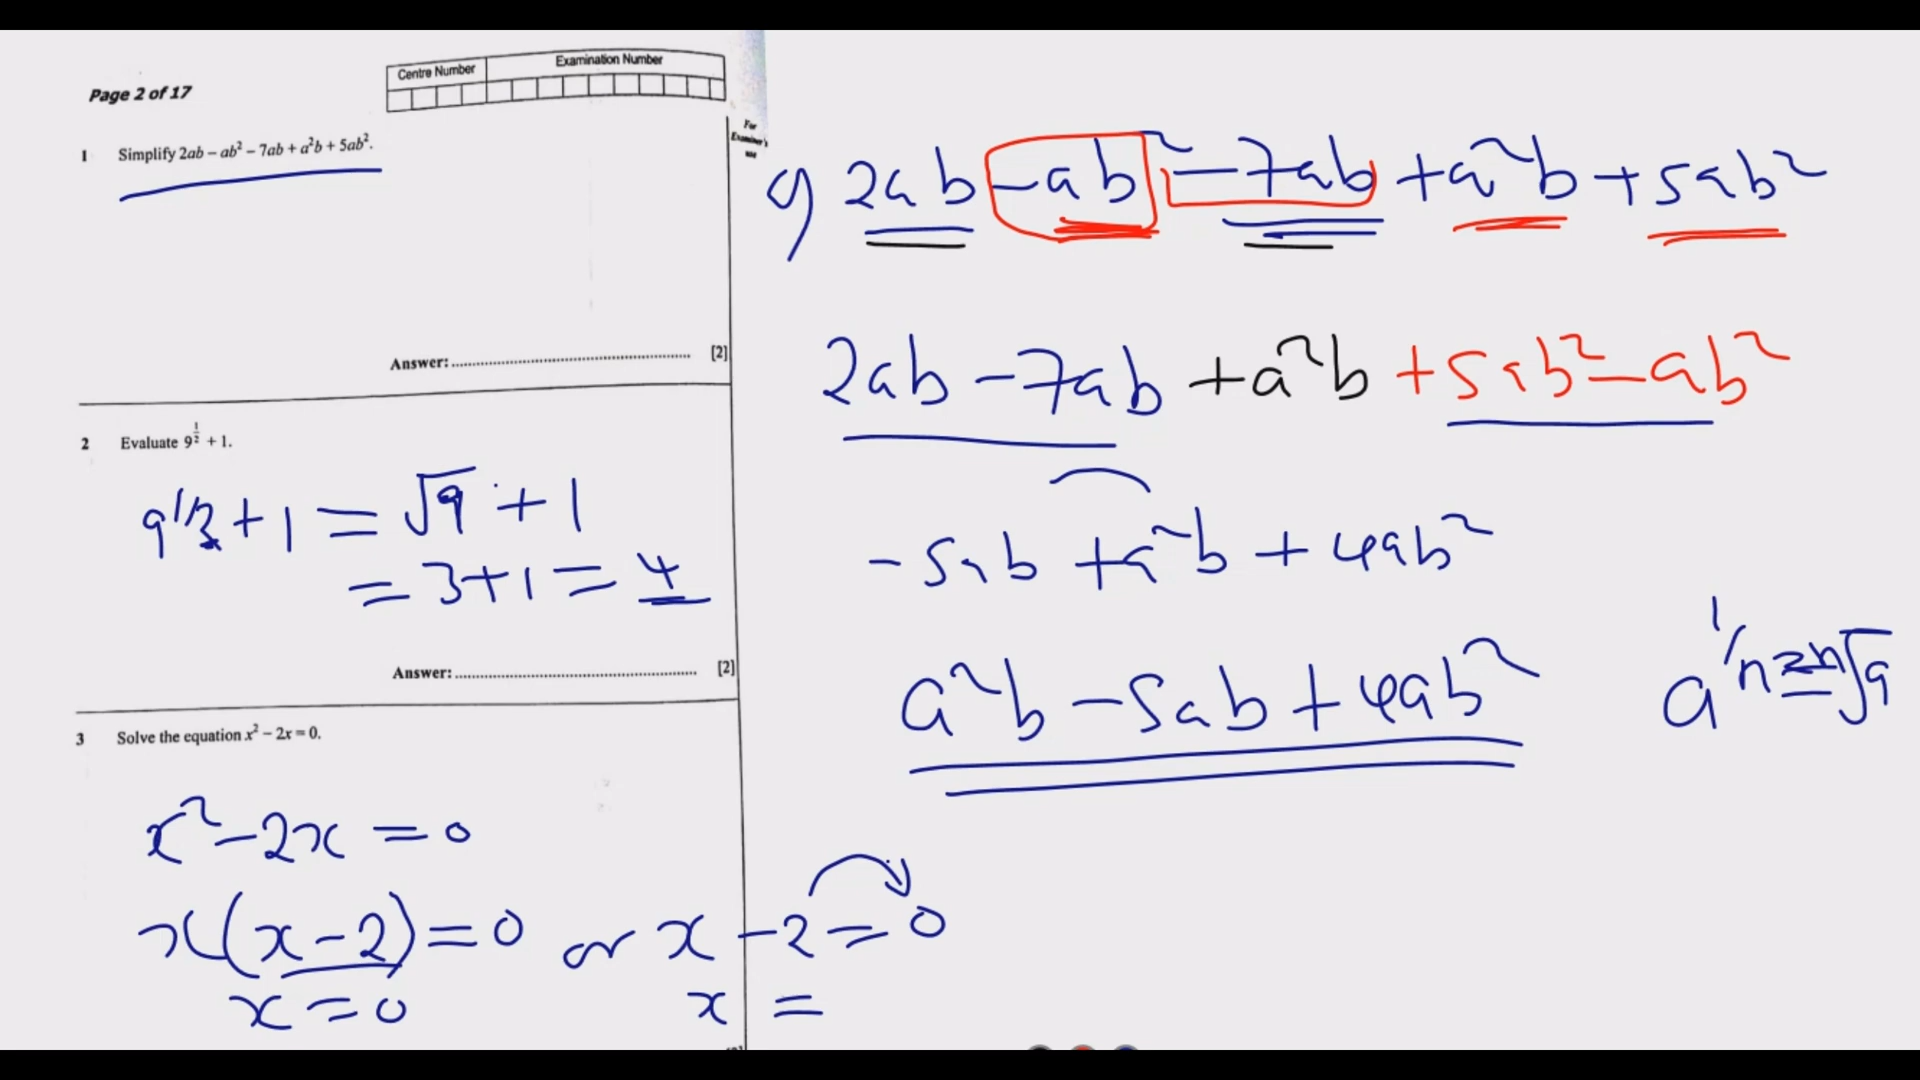 Page 2 of 17
Centre Number
Examination Number
For
Examiner's
use
1 Simplify 2ab – ab² – 7ab + a²b + 5ab².
Answer: ........................................ [2]
2 Evaluate 9^{1/2} + 1.
9^{1/2} + 1 = √9 + 1
= 3 + 1 = 4
Answer: ........................................ [2]
3 Solve the equation x² – 2x = 0.
x² – 2x = 0
x(x – 2) = 0 or x – 2 = 0
x = 0 x =
2ab – ab² – 7ab + a²b + 5ab²
2ab – 7ab + a²b + 5ab² – ab²
– 5ab + a²b + 4ab²
a²b – 5ab + 4ab²
a^{1/n} = ⁿ√a